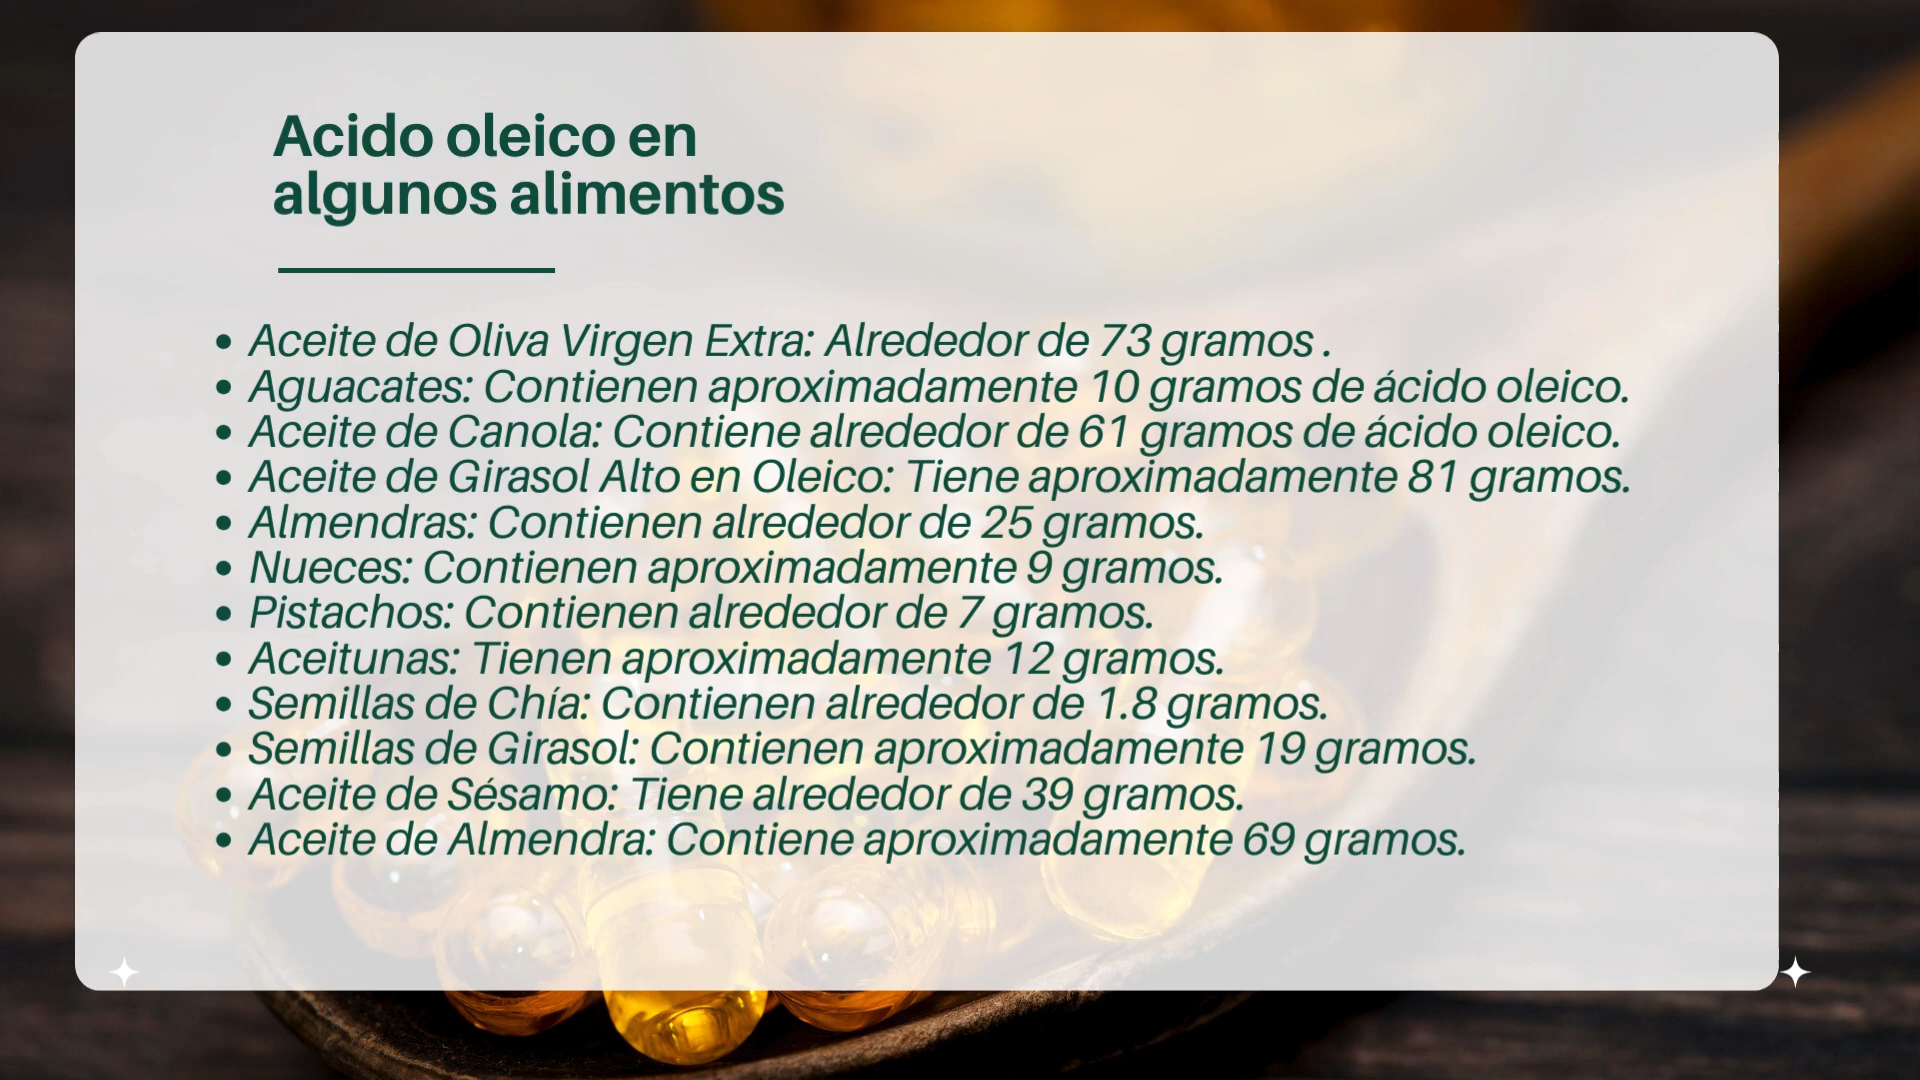 Acido oleico en
algunos alimentos
• Aceite de Oliva Virgen Extra: Alrededor de 73 gramos .
• Aguacates: Contienen aproximadamente 10 gramos de ácido oleico.
• Aceite de Canola: Contiene alrededor de 61 gramos de ácido oleico.
• Aceite de Girasol Alto en Oleico: Tiene aproximadamente 81 gramos.
• Almendras: Contienen alrededor de 25 gramos.
• Nueces: Contienen aproximadamente 9 gramos.
• Pistachos: Contienen alrededor de 7 gramos.
• Aceitunas: Tienen aproximadamente 12 gramos.
• Semillas de Chía: Contienen alrededor de 1.8 gramos.
• Semillas de Girasol: Contienen aproximadamente 19 gramos.
• Aceite de Sésamo: Tiene alrededor de 39 gramos.
• Aceite de Almendra: Contiene aproximadamente 69 gramos.